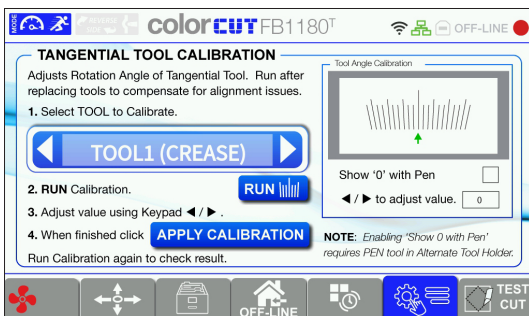 MODE
REVERSE
SIDE
colorCUT FB1180T
OFF-LINE
TANGENTIAL TOOL CALIBRATION
Adjusts Rotation Angle of Tangential Tool. Run after
replacing tools to compensate for alignment issues.
1. Select TOOL to Calibrate.
TOOL1 (CREASE)
2. RUN Calibration.
RUN
3. Adjust value using Keypad ◀ / ▶ .
4. When finished click APPLY CALIBRATION
Run Calibration again to check result.
Tool Angle Calibration
Show ‘0’ with Pen
◀ / ▶ to adjust value. 0
NOTE: Enabling 'Show 0 with Pen'
requires PEN tool in Alternate Tool Holder.
OFF-LINE
TEST
CUT